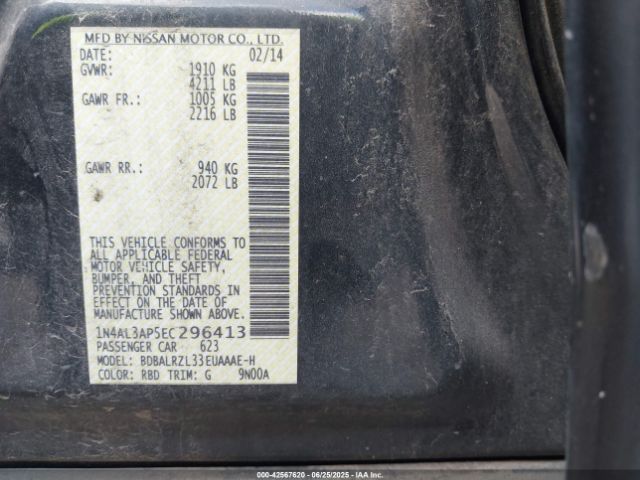 MFD BY NISSAN MOTOR CO., LTD.
DATE: 02/14
GVWR: 1910 KG
4211 LB
GAWR FR.: 1005 KG
2216 LB
GAWR RR.: 940 KG
2072 LB
THIS VEHICLE CONFORMS TO
ALL APPLICABLE FEDERAL
MOTOR VEHICLE SAFETY,
BUMPER, AND THEFT
PREVENTION STANDARDS IN
EFFECT ON THE DATE OF
MANUFACTURE SHOWN ABOVE
1N4AL3AP5EC296413
PASSENGER CAR 623
MODEL: BDBALRZL33EUAAAE-H
COLOR: RBD TRIM: G 9N00A
000-42567620 - 06/25/2025 - IAA Inc.